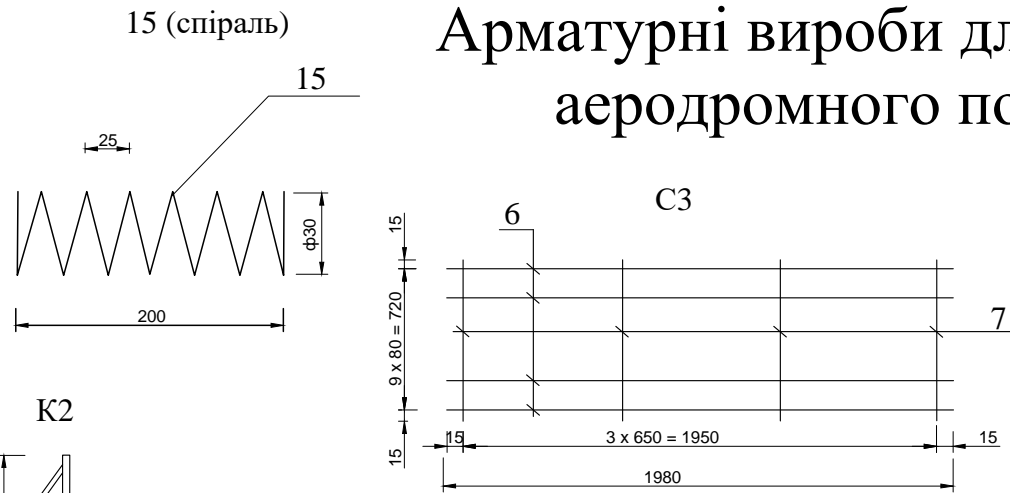 15 (спіраль)
Арматурні вироби дл
аеродромного по
15
25
ф30
200
С3
6
15
9 x 80 = 720
15
7
15
3 x 650 = 1950
15
1980
К2